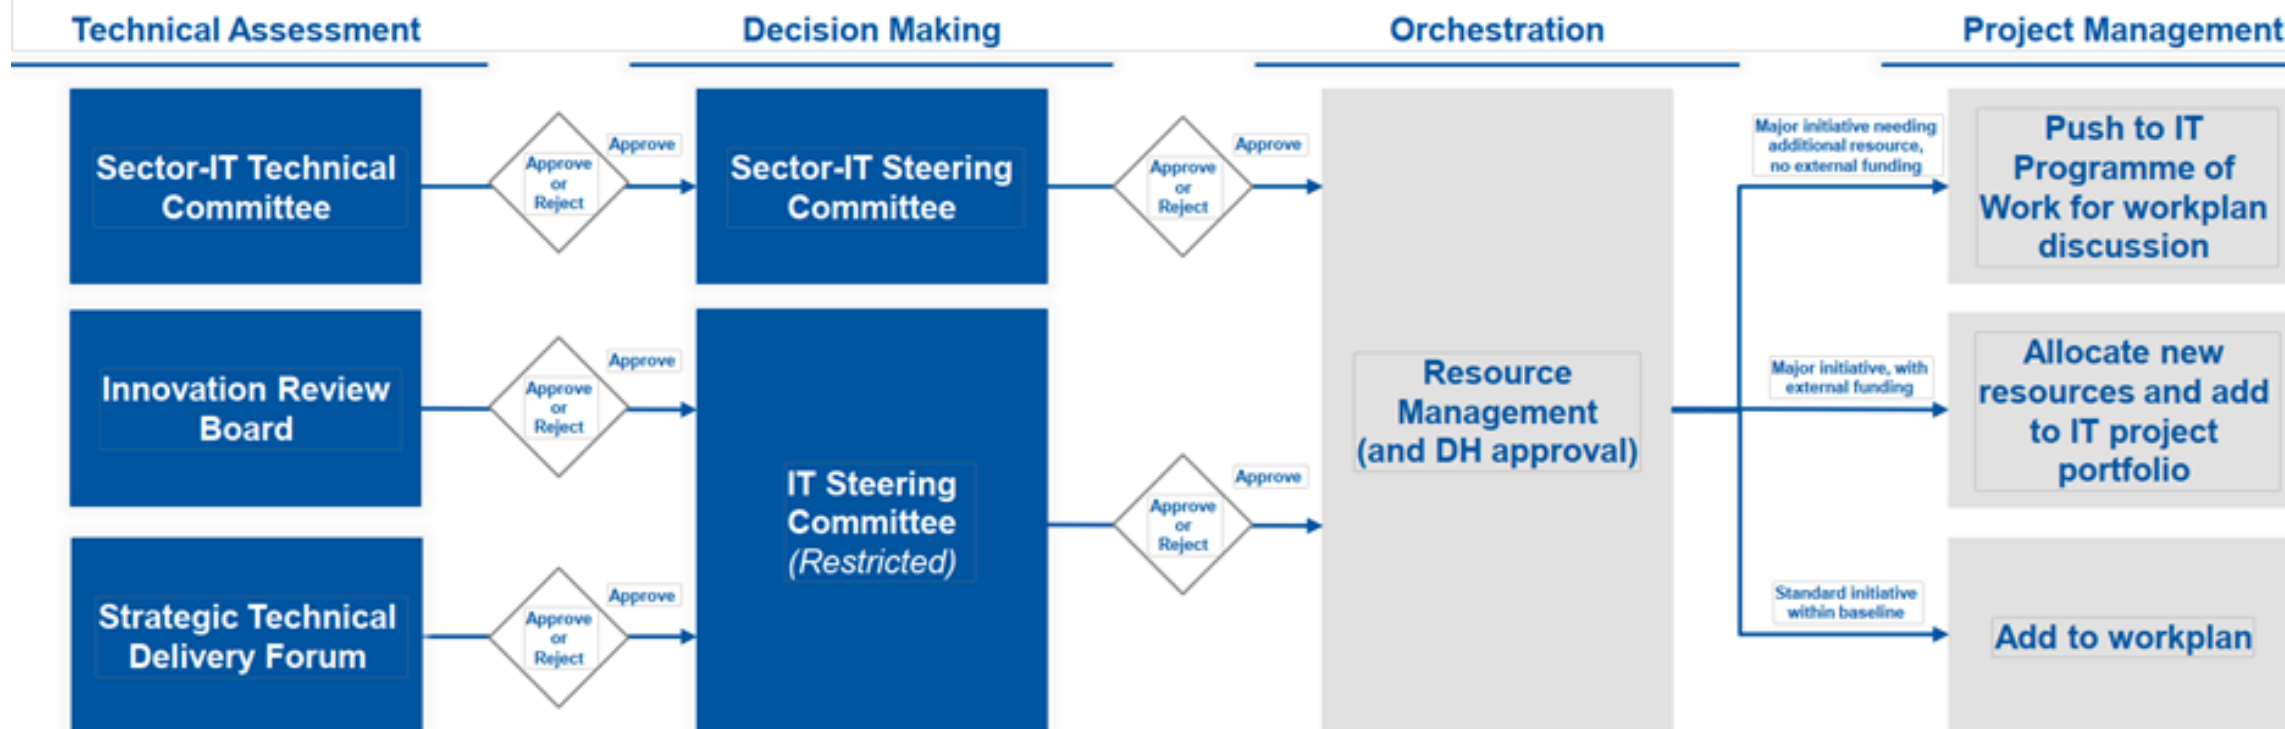 Technical Assessment
Decision Making
Orchestration
Project Management
Sector-IT Technical
Committee
Approve
or
Reject
Approve
Sector-IT Steering
Committee
Approve
or
Reject
Approve
Innovation Review
Board
Approve
or
Reject
Approve
Strategic Technical
Delivery Forum
Approve
or
Reject
Approve
IT Steering
Committee
(Restricted)
Approve
or
Reject
Approve
Resource
Management
(and DH approval)
Major initiative needing
additional resource,
no external funding
Push to IT
Programme of
Work for workplan
discussion
Major initiative, with
external funding
Allocate new
resources and add
to IT project
portfolio
Standard initiative
within baseline
Add to workplan